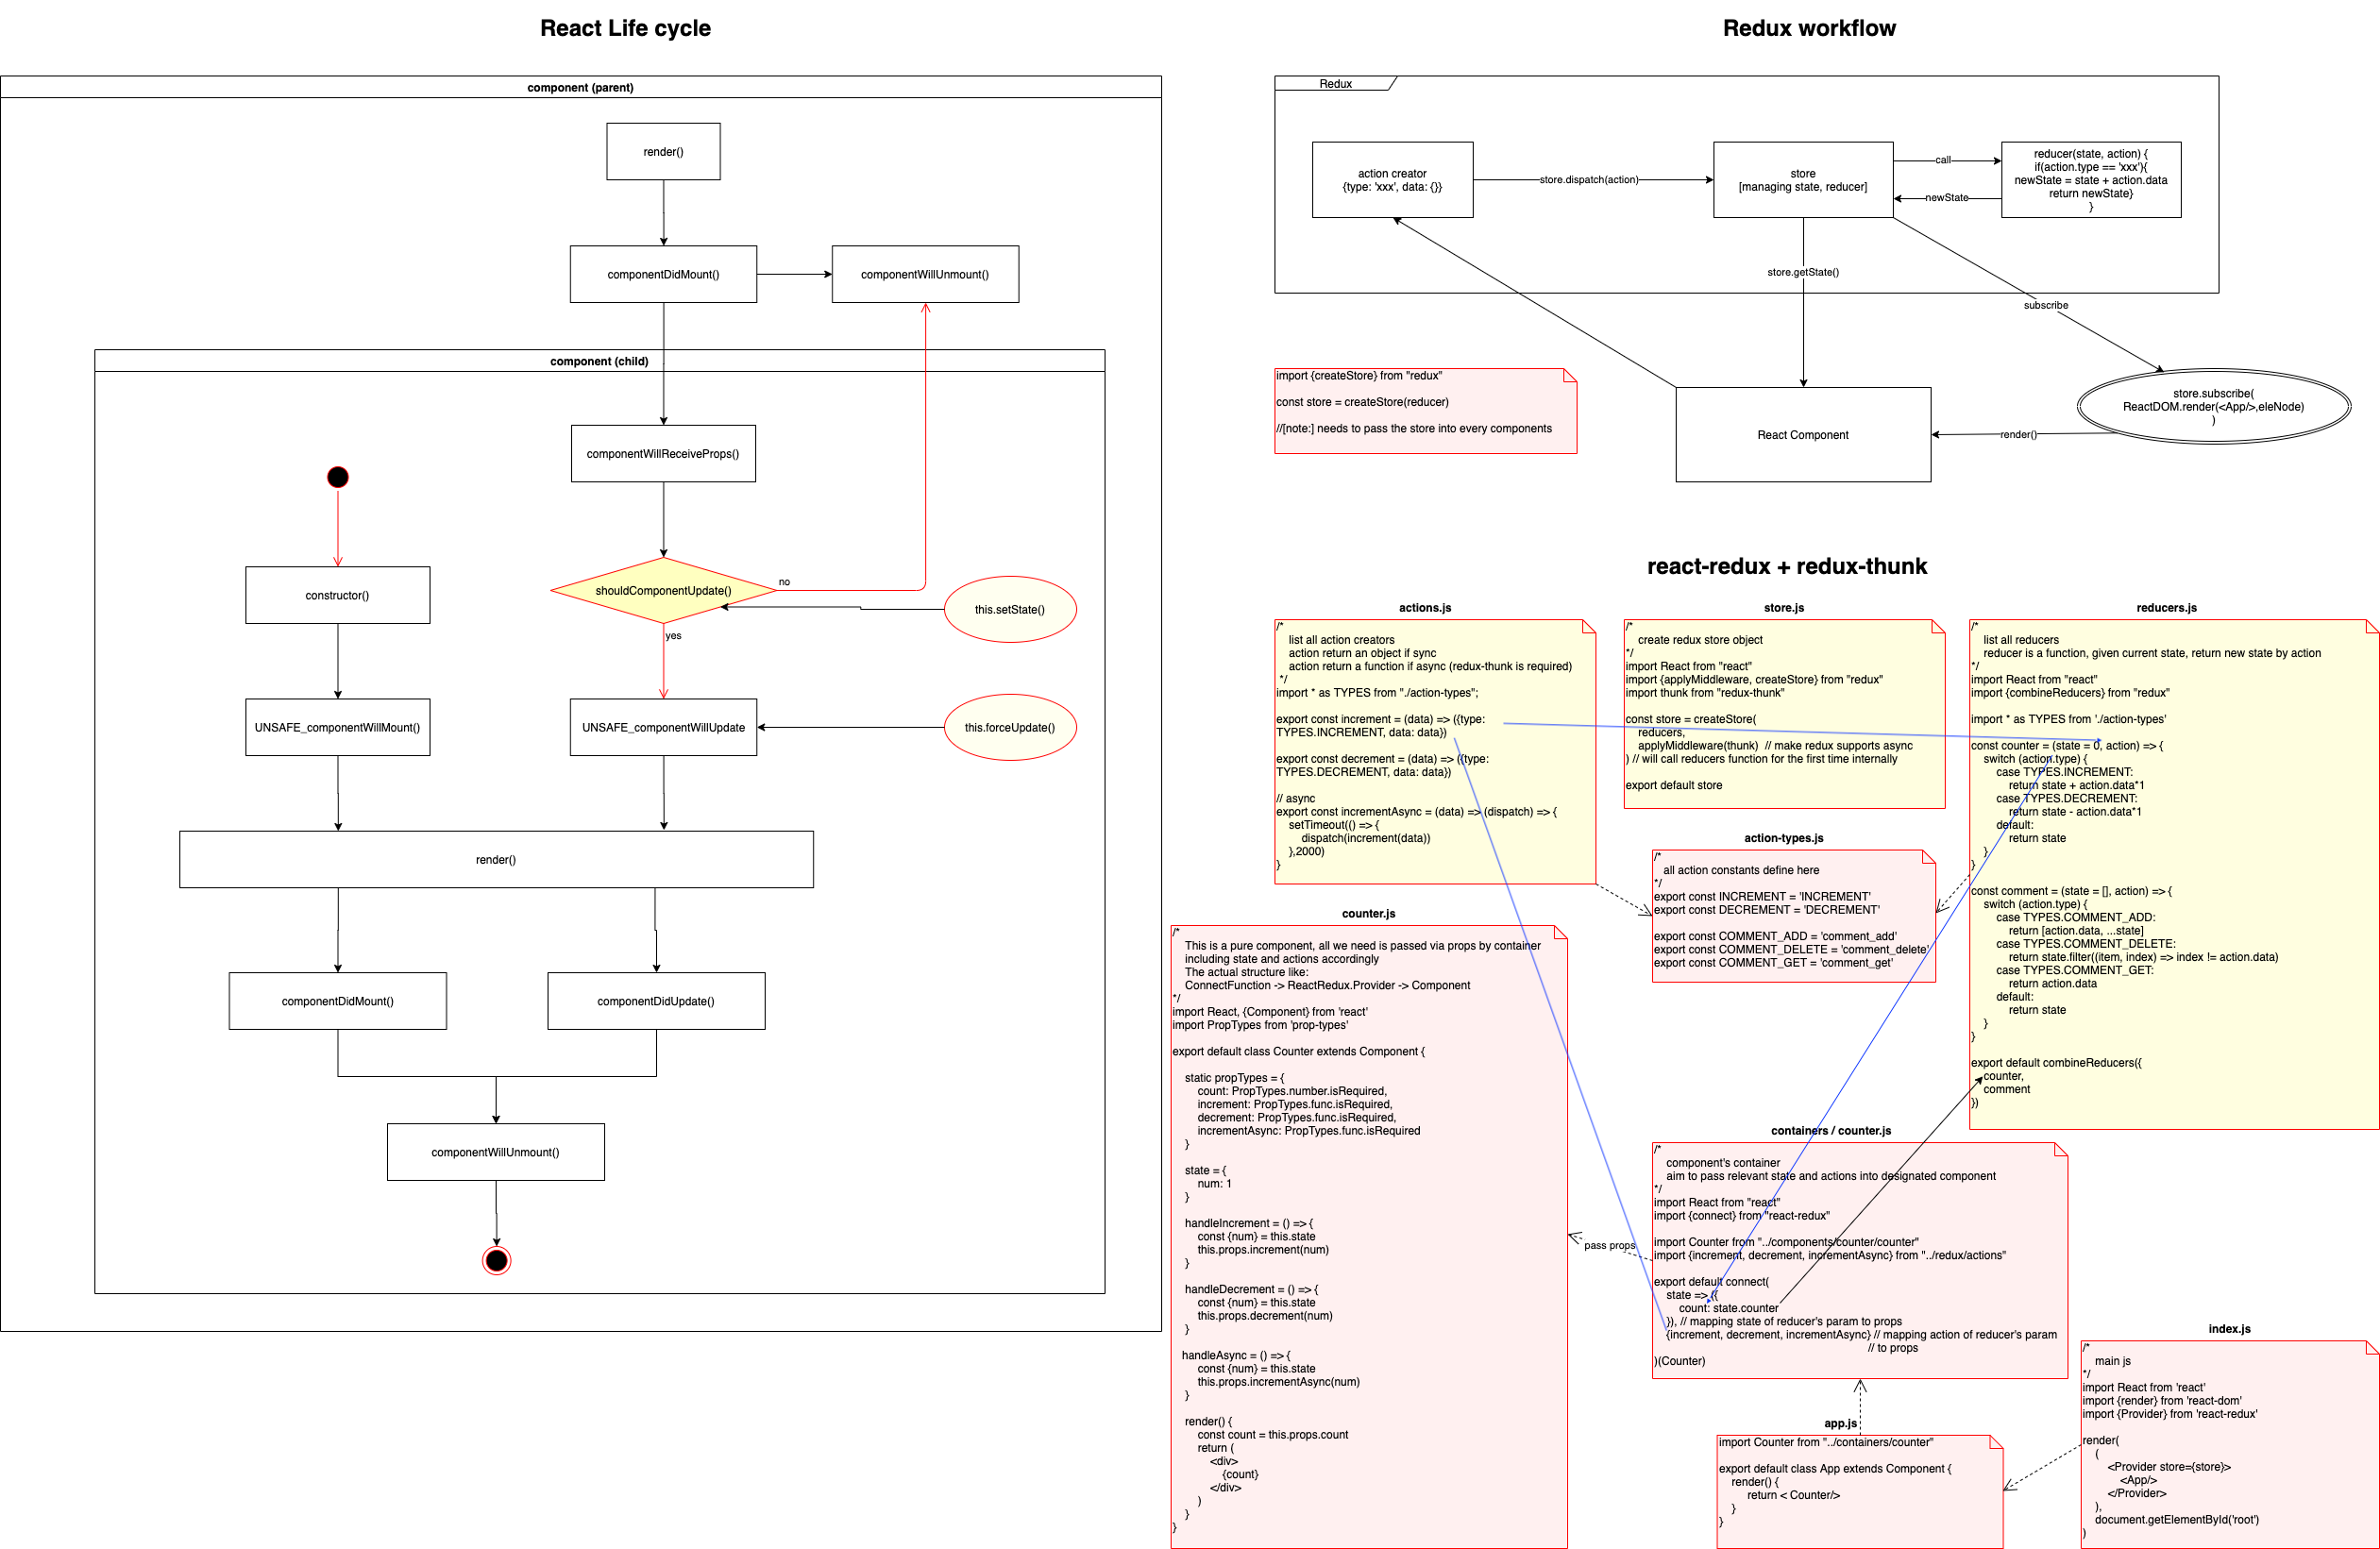 React Life cycle
component (parent)
render()
componentDidMount()
componentWillUnmount()
component (child)
componentWillReceiveProps()
shouldComponentUpdate()
no
yes
this.setState()
constructor()
UNSAFE_componentWillMount()
UNSAFE_componentWillUpdate
this.forceUpdate()
render()
componentDidMount()
componentDidUpdate()
componentWillUnmount()
Redux workflow
Redux
action creator
{type: 'xxx', data: {}}
store.dispatch(action)
store
[managing state, reducer]
call
newState
reducer(state, action) {
if(action.type == 'xxx'){
newState = state + action.data
return newState}
}
store.getState()
subscribe
import {createStore} from "redux"
const store = createStore(reducer)
//[note:] needs to pass the store into every components
React Component
render()
store.subscribe(
ReactDOM.render(<App/>,eleNode)
)
react-redux + redux-thunk
actions.js
/*
list all action creators
action return an object if sync
action return a function if async (redux-thunk is required)
*/
import * as TYPES from "./action-types";
export const increment = (data) => ({type:
TYPES.INCREMENT, data: data})
export const decrement = (data) => ({type:
TYPES.DECREMENT, data: data})
// async
export const incrementAsync = (data) => (dispatch) => {
setTimeout(() => {
dispatch(increment(data))
},2000)
}
store.js
/*
create redux store object
*/
import React from "react"
import {applyMiddleware, createStore} from "redux"
import thunk from "redux-thunk"
const store = createStore(
reducers,
applyMiddleware(thunk) // make redux supports async
) // will call reducers function for the first time internally
export default store
reducers.js
/*
list all reducers
reducer is a function, given current state, return new state by action
*/
import React from "react"
import {combineReducers} from "redux"
import * as TYPES from './action-types'
const counter = (state = 0, action) => {
switch (action.type) {
case TYPES.INCREMENT:
return state + action.data*1
case TYPES.DECREMENT:
return state - action.data*1
default:
return state
}
}
const comment = (state = [], action) => {
switch (action.type) {
case TYPES.COMMENT_ADD:
return [action.data, ...state]
case TYPES.COMMENT_DELETE:
return state.filter((item, index) => index != action.data)
case TYPES.COMMENT_GET:
return action.data
default:
return state
}
}
export default combineReducers({
counter,
comment
})
action-types.js
/*
all action constants define here
*/
export const INCREMENT = 'INCREMENT'
export const DECREMENT = 'DECREMENT'
export const COMMENT_ADD = 'comment_add'
export const COMMENT_DELETE = 'comment_delete'
export const COMMENT_GET = 'comment_get'
counter.js
/*
This is a pure component, all we need is passed via props by container
including state and actions accordingly
The actual structure like:
ConnectFunction -> ReactRedux.Provider -> Component
*/
import React, {Component} from 'react'
import PropTypes from 'prop-types'
export default class Counter extends Component {
static propTypes = {
count: PropTypes.number.isRequired,
increment: PropTypes.func.isRequired,
decrement: PropTypes.func.isRequired,
incrementAsync: PropTypes.func.isRequired
}
state = {
num: 1
}
handleIncrement = () => {
const {num} = this.state
this.props.increment(num)
}
handleDecrement = () => {
const {num} = this.state
this.props.decrement(num)
}
handleAsync = () => {
const {num} = this.state
this.props.incrementAsync(num)
}
render() {
const count = this.props.count
return (
<div>
{count}
</div>
)
}
}
pass props
containers / counter.js
/*
component's container
aim to pass relevant state and actions into designated component
*/
import React from "react"
import {connect} from "react-redux"
import Counter from "../components/counter/counter"
import {increment, decrement, incrementAsync} from "../redux/actions"
export default connect(
state => ({
count: state.counter
}), // mapping state of reducer's param to props
{increment, decrement, incrementAsync} // mapping action of reducer's param
// to props
)(Counter)
app.js
import Counter from "../containers/counter"
export default class App extends Component {
render() {
return < Counter/>
}
}
index.js
/*
main js
*/
import React from 'react'
import {render} from 'react-dom'
import {Provider} from 'react-redux'
render(
(
<Provider store={store}>
<App/>
</Provider>
),
document.getElementById('root')
)